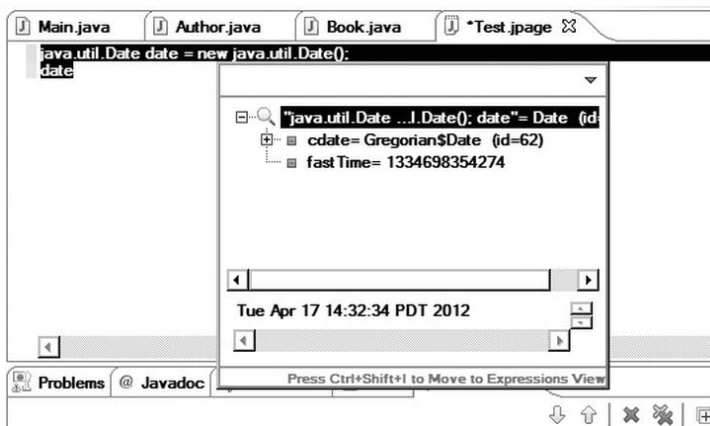 Main.java Author.java Book.java *Test.jpage
java.util.Date date = new java.util.Date();
date
"java.util.Date ...l.Date(); date"= Date (id
cdate= Gregorian$Date (id=62)
fastTime= 1334698354274
Tue Apr 17 14:32:34 PDT 2012
Press Ctrl+Shift+I to Move to Expressions View
Problems @ Javadoc